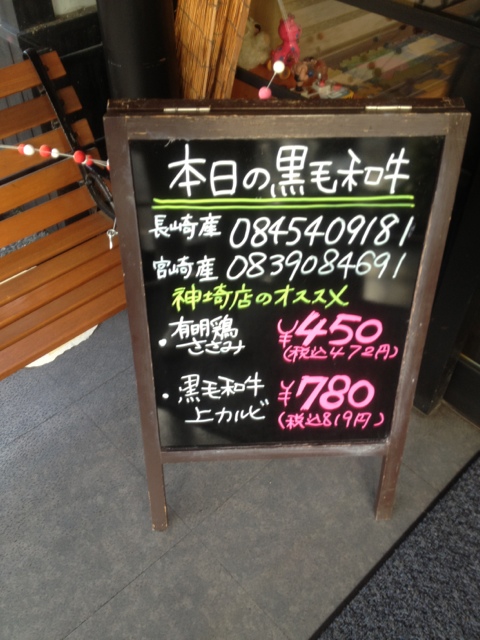 本日の黒毛和牛
長崎産 0845409181
宮崎産 0839084691
神埼店のオススメ
・有明鶏 ささみ ¥450
(税込472円)
・黒毛和牛 上カルビ ¥780
(税込819円)